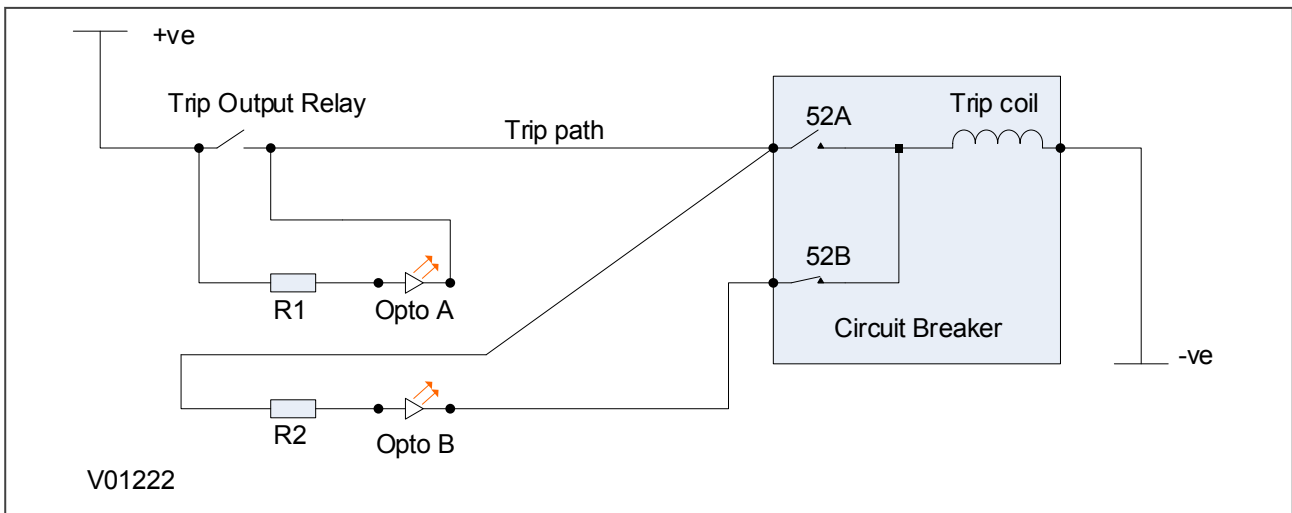 +ve
Trip Output Relay
Trip path
52A
Trip coil
R1
Opto A
52B
Circuit Breaker
-ve
R2
Opto B
V01222